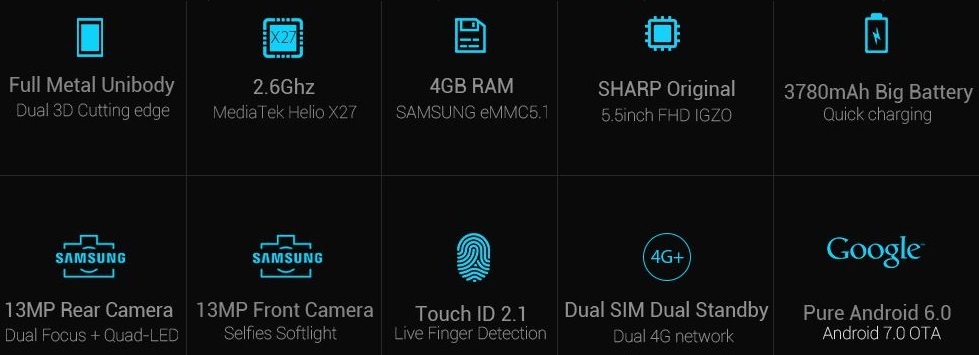 X27
Full Metal Unibody
Dual 3D Cutting edge
2.6Ghz
MediaTek Helio X27
4GB RAM
SAMSUNG eMMC5.1
SHARP Original
5.5inch FHD IGZO
3780mAh Big Battery
Quick charging
SAMSUNG
13MP Rear Camera
Dual Focus + Quad-LED
SAMSUNG
13MP Front Camera
Selfies Softlight
Touch ID 2.1
Live Finger Detection
4G+
Dual SIM Dual Standby
Dual 4G network
Google™
Pure Android 6.0
Android 7.0 OTA